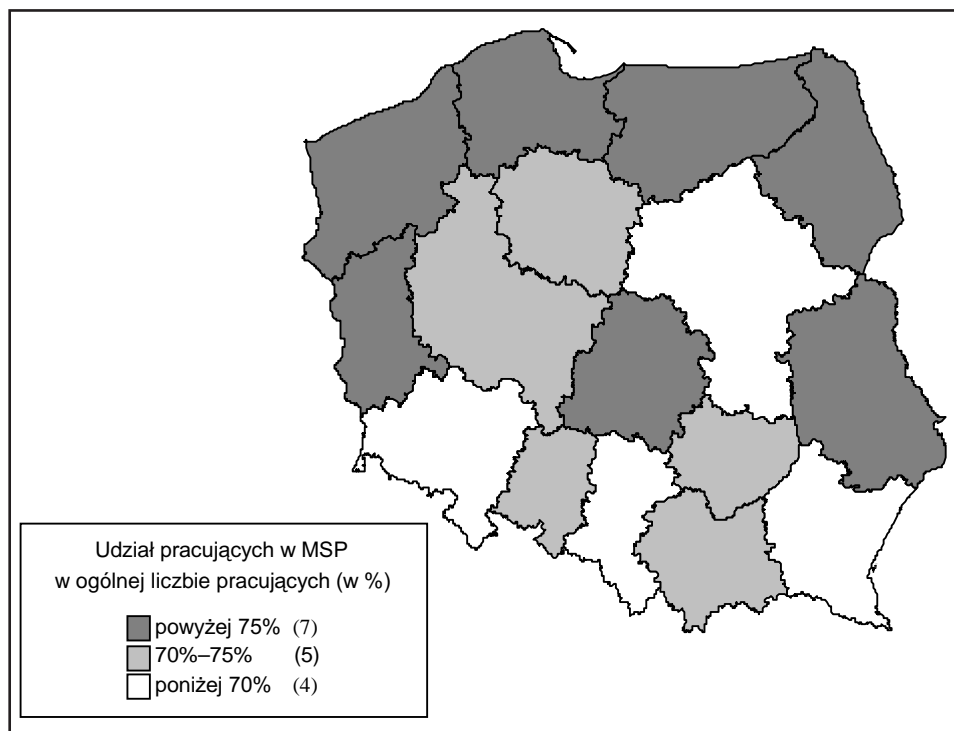 Udział pracujących w MSP
w ogólnej liczbie pracujących (w %)
powyżej 75% (7)
70%–75% (5)
poniżej 70% (4)